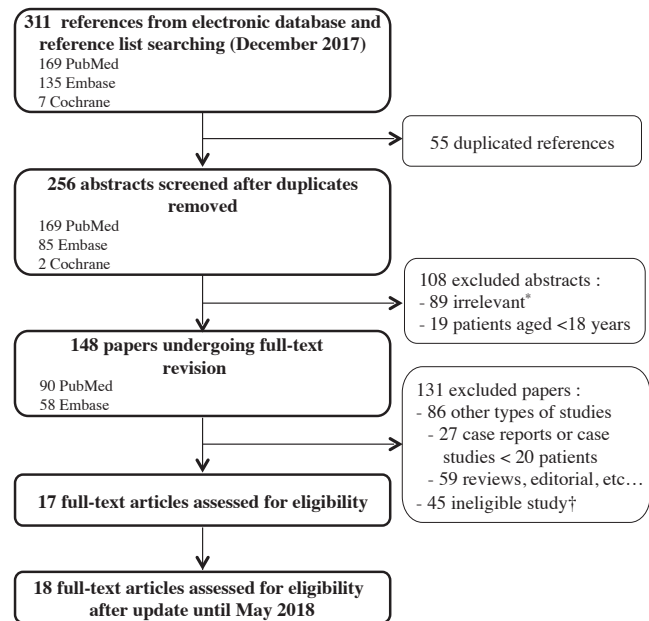 311 references from electronic database and
reference list searching (December 2017)
169 PubMed
135 Embase
7 Cochrane
55 duplicated references
256 abstracts screened after duplicates
removed
169 PubMed
85 Embase
2 Cochrane
108 excluded abstracts :
- 89 irrelevant*
- 19 patients aged <18 years
148 papers undergoing full-text
revision
90 PubMed
58 Embase
131 excluded papers :
- 86 other types of studies
- 27 case reports or case
studies < 20 patients
- 59 reviews, editorial, etc…
- 45 ineligible study†
17 full-text articles assessed for eligibility
18 full-text articles assessed for eligibility
after update until May 2018